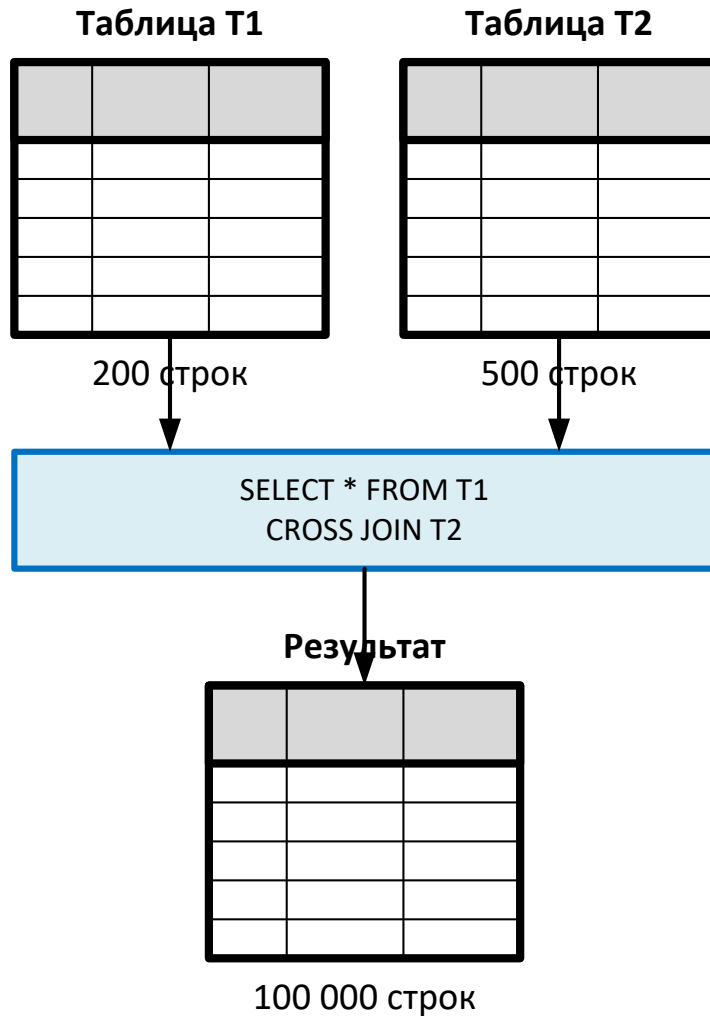 Таблица T1
Таблица T2
200 строк
500 строк
SELECT * FROM T1
CROSS JOIN T2
Результат
100 000 строк